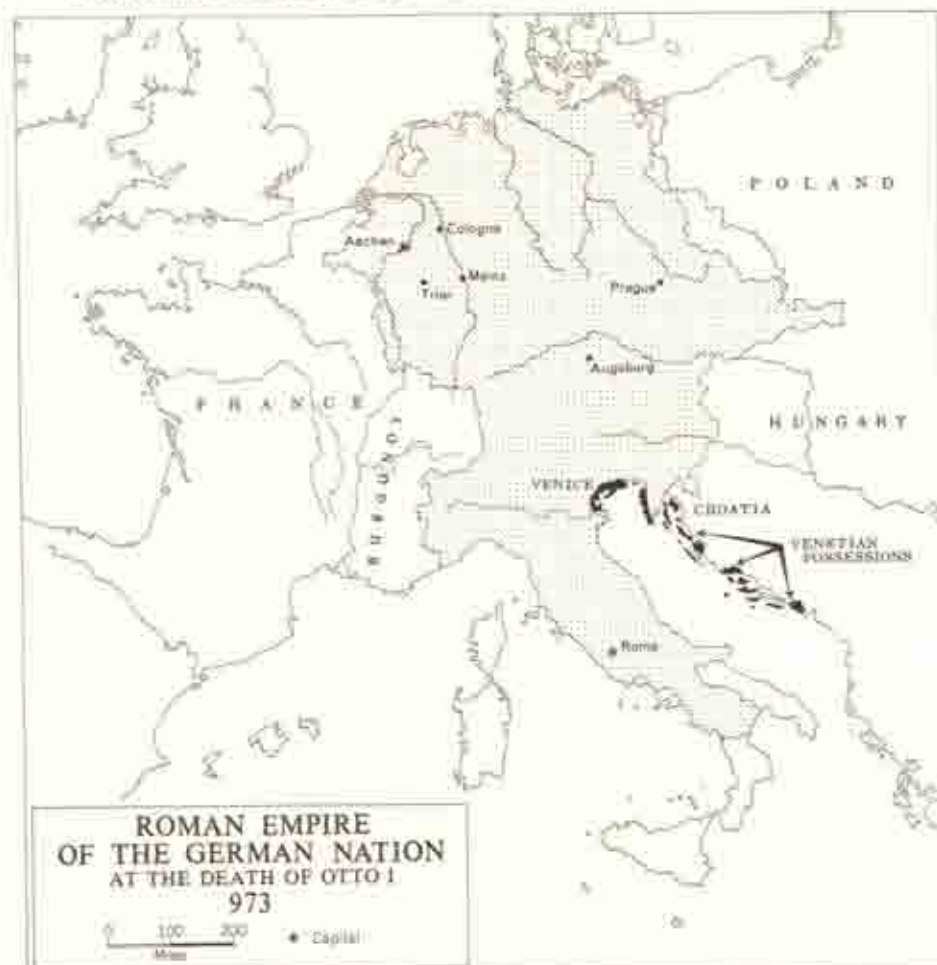 POLAND
Cologne
Aachen
Mainz
Trier
Prague
Augsburg
FRANCE
BURGUNDY
HUNGARY
VENICE
CROATIA
VENETIAN
POSSESSIONS
Rome
ROMAN EMPIRE
OF THE GERMAN NATION
AT THE DEATH OF OTTO I
973
0 100 200
Miles
Capital